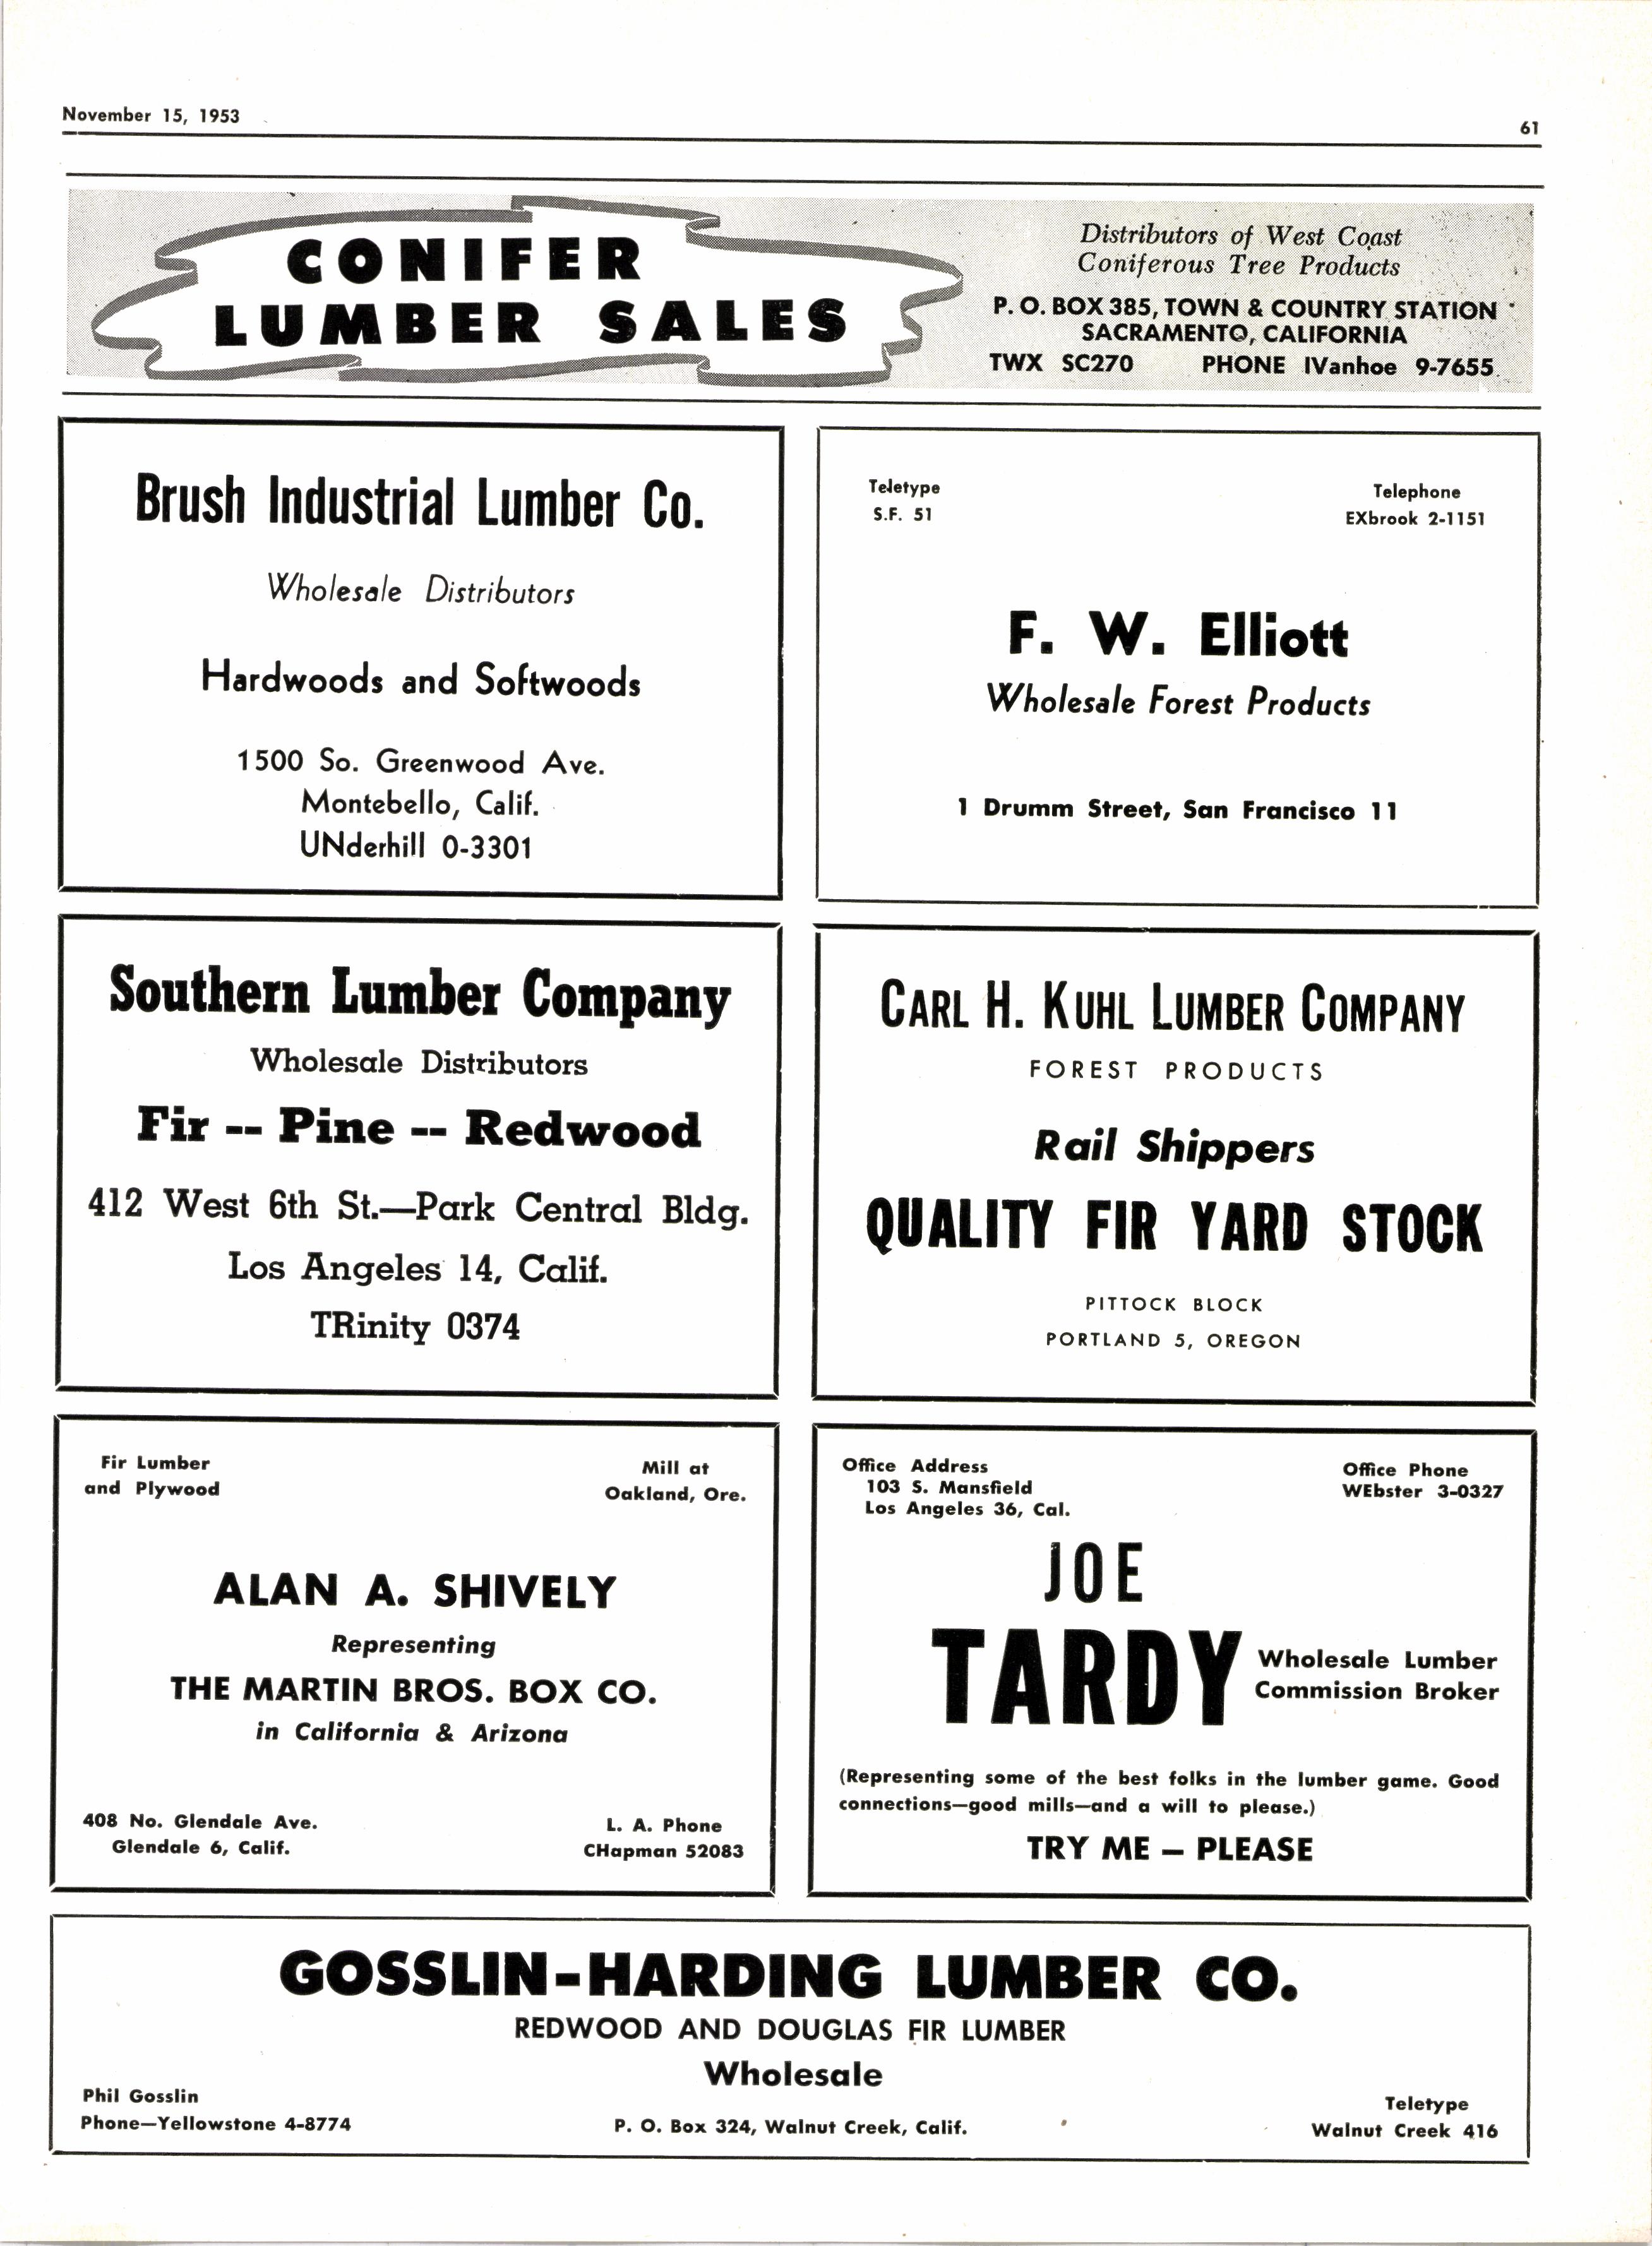 November 15, 1953
61
CONIFER
LUMBER SALES
Distributors of West Coast
Coniferous Tree Products
P. O. BOX 385, TOWN & COUNTRY STATION
SACRAMENTO, CALIFORNIA
TWX SC270 PHONE IVanhoe 9-7655
Brush Industrial Lumber Co.
Wholesale Distributors
Hardwoods and Softwoods
1500 So. Greenwood Ave.
Montebello, Calif.
UNderhill 0-3301
Teletype
S.F. 51
Telephone
EXbrook 2-1151
F. W. Elliott
Wholesale Forest Products
1 Drumm Street, San Francisco 11
Southern Lumber Company
Wholesale Distributors
Fir -- Pine -- Redwood
412 West 6th St.—Park Central Bldg.
Los Angeles 14, Calif.
TRinity 0374
CARL H. KUHL LUMBER COMPANY
FOREST PRODUCTS
Rail Shippers
QUALITY FIR YARD STOCK
PITTOCK BLOCK
PORTLAND 5, OREGON
Fir Lumber
and Plywood
Mill at
Oakland, Ore.
ALAN A. SHIVELY
Representing
THE MARTIN BROS. BOX CO.
in California & Arizona
408 No. Glendale Ave.
Glendale 6, Calif.
L. A. Phone
CHapman 52083
Office Address
103 S. Mansfield
Los Angeles 36, Cal.
Office Phone
WEbster 3-0327
JOE
TARDY
Wholesale Lumber
Commission Broker
(Representing some of the best folks in the lumber game. Good
connections—good mills—and a will to please.)
TRY ME — PLEASE
GOSSLIN-HARDING LUMBER CO.
REDWOOD AND DOUGLAS FIR LUMBER
Wholesale
Phil Gosslin
Phone—Yellowstone 4-8774
P. O. Box 324, Walnut Creek, Calif.
Teletype
Walnut Creek 416